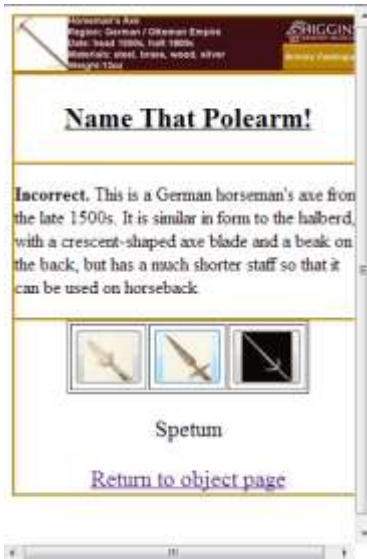 Horseman's Axe
Region: German / Ottoman Empire
Date: head 1500s, haft 1800s
Materials: steel, brass, wood, silver
Weight: 13oz
HIGGIN
Name That Polearm!
Incorrect. This is a German horseman's axe from
the late 1500s. It is similar in form to the halberd,
with a crescent-shaped axe blade and a beak on
the back, but has a much shorter staff so that it
can be used on horseback
Spetum
Return to object page